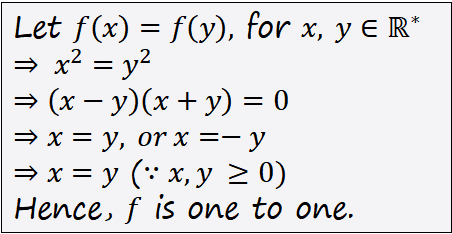 Let f(x) = f(y), for x, y ∈ ℝ*
⇒ x² = y²
⇒ (x − y)(x + y) = 0
⇒ x = y, or x =− y
⇒ x = y (∵ x, y ≥ 0)
Hence, f is one to one.